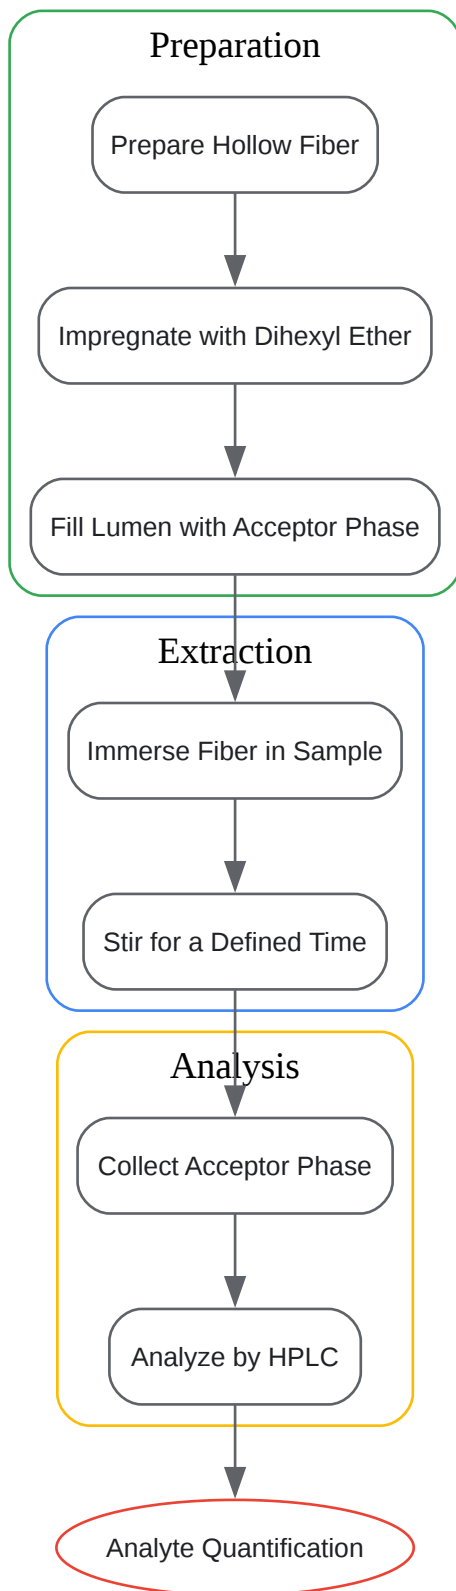 Preparation
Prepare Hollow Fiber
Impregnate with Dihexyl Ether
Fill Lumen with Acceptor Phase
Extraction
Immerse Fiber in Sample
Stir for a Defined Time
Analysis
Collect Acceptor Phase
Analyze by HPLC
Analyte Quantification